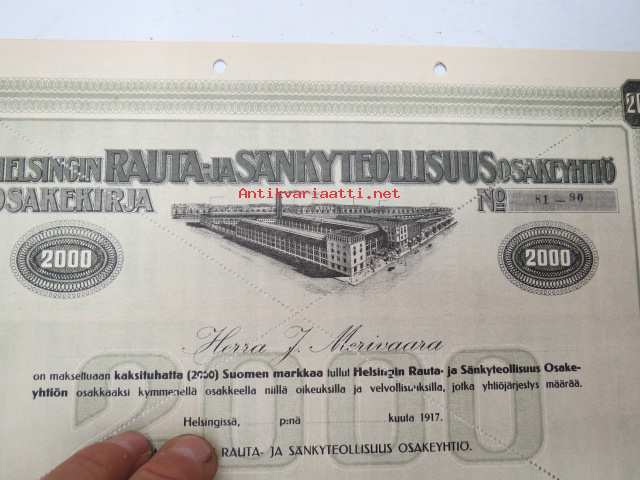 HELSINGIN RAUTA- JA SÄNKYTEOLLISUUS OSAKEYHTIÖ
OSAKEKIRJA
Antikvariaatti.net
No 81 — 90
2000
2000
Herra J. Merivaara
2000
on maksettuaan kaksituhatta (2000) Suomen markkaa tullut Helsingin Rauta- ja Sänkyteollisuus Osake-
yhtiön osakkaaksi kymmenellä osakkeella niillä oikeuksilla ja velvollisuuksilla, jotka yhtiöjärjestys määrää.
Helsingissä, p:nä kuula 1917.
RAUTA- JA SÄNKYTEOLLISUUS OSAKEYHTIÖ.